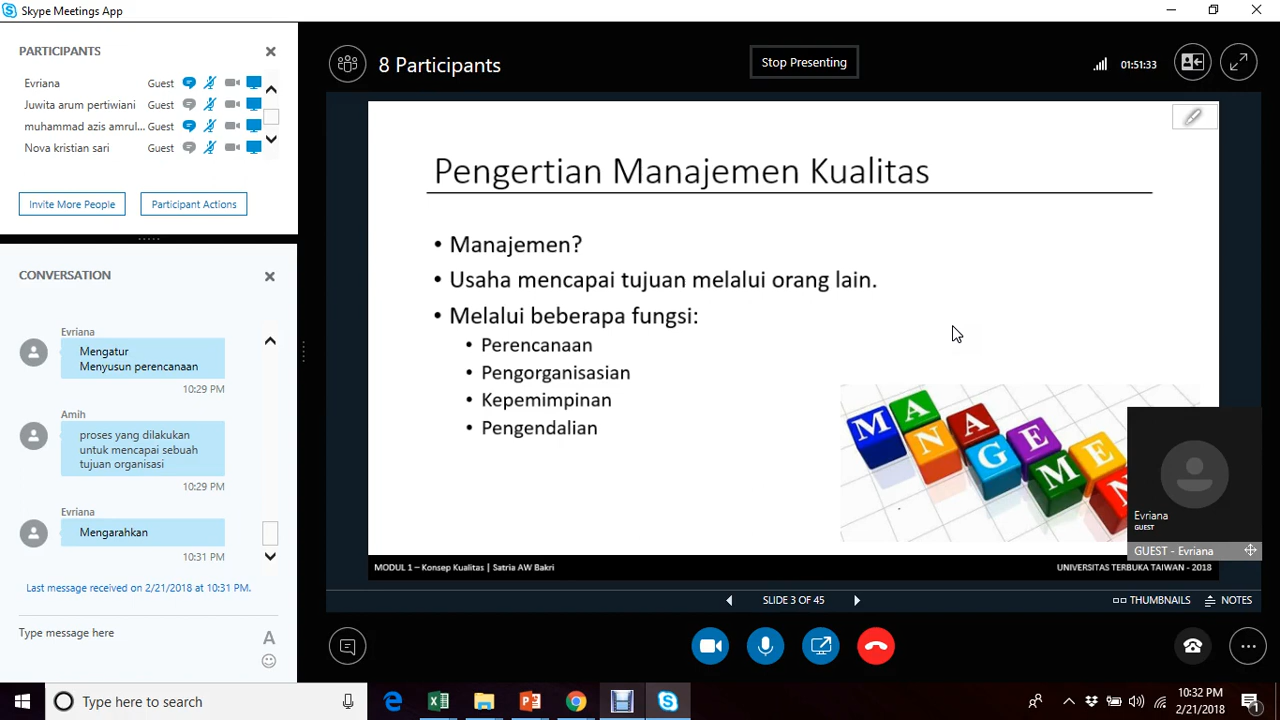 Skype Meetings App
PARTICIPANTS
Evriana Guest
Juwita arum pertiwiani Guest
muhammad azis amrul... Guest
Nova kristian sari Guest
Invite More People
Participant Actions
CONVERSATION
Evriana
Mengatur
Menyusun perencanaan
10:29 PM
Amih
proses yang dilakukan
untuk mencapai sebuah
tujuan organisasi
10:29 PM
Evriana
Mengarahkan
10:31 PM
Last message received on 2/21/2018 at 10:31 PM.
Type message here
A
8 Participants
Stop Presenting
01:51:33
Pengertian Manajemen Kualitas
• Manajemen?
• Usaha mencapai tujuan melalui orang lain.
• Melalui beberapa fungsi:
• Perencanaan
• Pengorganisasian
• Kepemimpinan
• Pengendalian
MANAGEMEN
Evriana
GUEST
GUEST - Evriana
MODUL 1 – Konsep Kualitas | Satria AW Bakri
UNIVERSITAS TERBUKA TAIWAN - 2018
SLIDE 3 OF 45
THUMBNAILS
NOTES
Type here to search
10:32 PM
2/21/2018
1